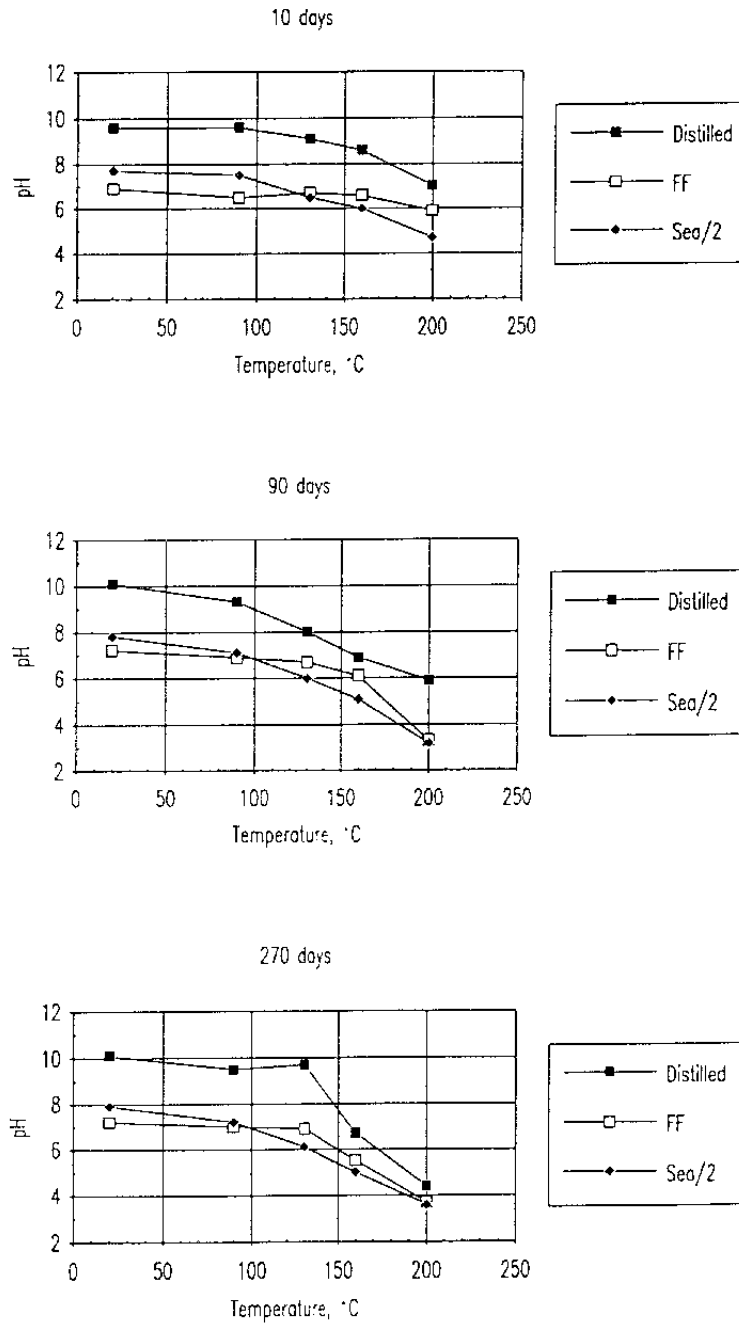 10 days
12
10
8
6
4
2
pH
0 50 100 150 200 250
Temperature, °C
Distilled
FF
Sea/2
90 days
12
10
8
6
4
2
pH
0 50 100 150 200 250
Temperature, °C
Distilled
FF
Sea/2
270 days
12
10
8
6
4
2
pH
0 50 100 150 200 250
Temperature, °C
Distilled
FF
Sea/2